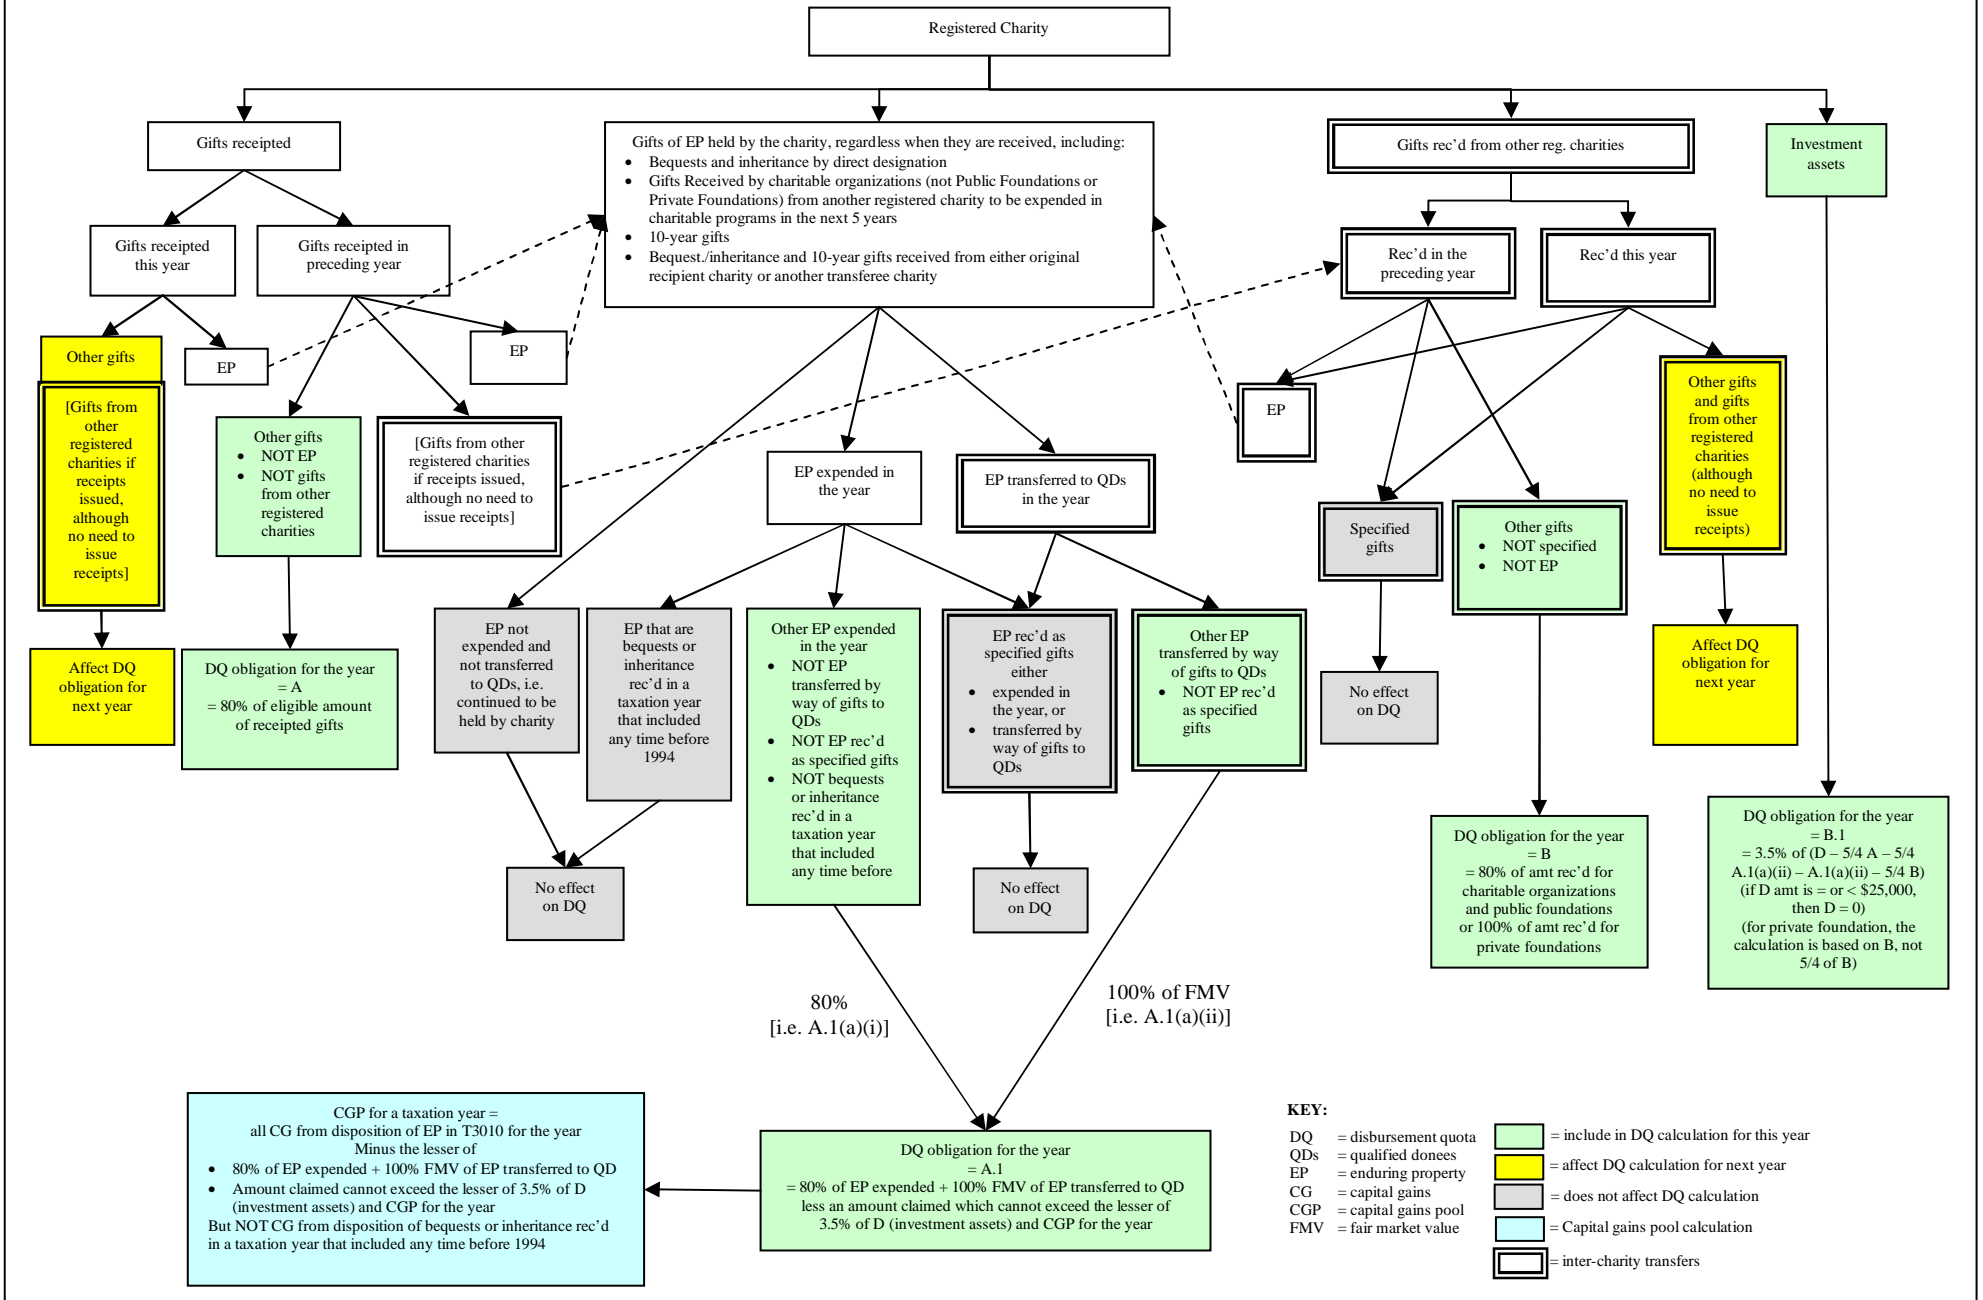 Registered Charity
Gifts receipted
Gifts of EP held by the charity, regardless when they are received, including:
• Bequests and inheritance by direct designation
• Gifts Received by charitable organizations (not Public Foundations or
Private Foundations) from another registered charity to be expended in
charitable programs in the next 5 years
• 10-year gifts
• Bequest./inheritance and 10-year gifts received from either original
recipient charity or another transferee charity
Gifts rec'd from other reg. charities
Investment
assets
Gifts receipted
this year
Gifts receipted in
preceding year
Rec'd in the
preceding year
Rec'd this year
Other gifts
[Gifts from
other
registered
charities if
receipts
issued,
although
no need to
issue
receipts]
EP
EP
Other gifts
• NOT EP
• NOT gifts
from other
registered
charities
[Gifts from other
registered charities
if receipts issued,
although no need to
issue receipts]
EP expended in
the year
EP transferred to QDs
in the year
EP
Specified
gifts
Other gifts
• NOT specified
• NOT EP
Other gifts
and gifts
from other
registered
charities
(although
no need to
issue
receipts)
Affect DQ
obligation for
next year
DQ obligation for the year
= A
= 80% of eligible amount
of receipted gifts
EP not
expended and
not transferred
to QDs, i.e.
continued to be
held by charity
EP that are
bequests or
inheritance
rec'd in a
taxation year
that included
any time before
1994
Other EP expended
in the year
• NOT EP
transferred by
way of gifts to
QDs
• NOT EP rec'd
as specified gifts
• NOT bequests
or inheritance
rec'd in a
taxation year
that included
any time before
EP rec'd as
specified gifts
either
• expended in
the year, or
• transferred by
way of gifts to
QDs
Other EP
transferred by way
of gifts to QDs
• NOT EP rec'd
as specified
gifts
No effect
on DQ
Affect DQ
obligation for
next year
No effect
on DQ
No effect
on DQ
DQ obligation for the year
= B
= 80% of amt rec'd for
charitable organizations
and public foundations
or 100% of amt rec'd for
private foundations
DQ obligation for the year
= B.1
= 3.5% of (D – 5/4 A – 5/4
A.1(a)(ii) – A.1(a)(ii) – 5/4 B)
(if D amt is = or < $25,000,
then D = 0)
(for private foundation, the
calculation is based on B, not
5/4 of B)
80%
[i.e. A.1(a)(i)]
100% of FMV
[i.e. A.1(a)(ii)]
CGP for a taxation year =
all CG from disposition of EP in T3010 for the year
Minus the lesser of
• 80% of EP expended + 100% FMV of EP transferred to QD
• Amount claimed cannot exceed the lesser of 3.5% of D
(investment assets) and CGP for the year
But NOT CG from disposition of bequests or inheritance rec'd
in a taxation year that included any time before 1994
DQ obligation for the year
= A.1
= 80% of EP expended + 100% FMV of EP transferred to QD
less an amount claimed which cannot exceed the lesser of
3.5% of D (investment assets) and CGP for the year
KEY:
DQ = disbursement quota
QDs = qualified donees
EP = enduring property
CG = capital gains
CGP = capital gains pool
FMV = fair market value
= include in DQ calculation for this year
= affect DQ calculation for next year
= does not affect DQ calculation
= Capital gains pool calculation
= inter-charity transfers